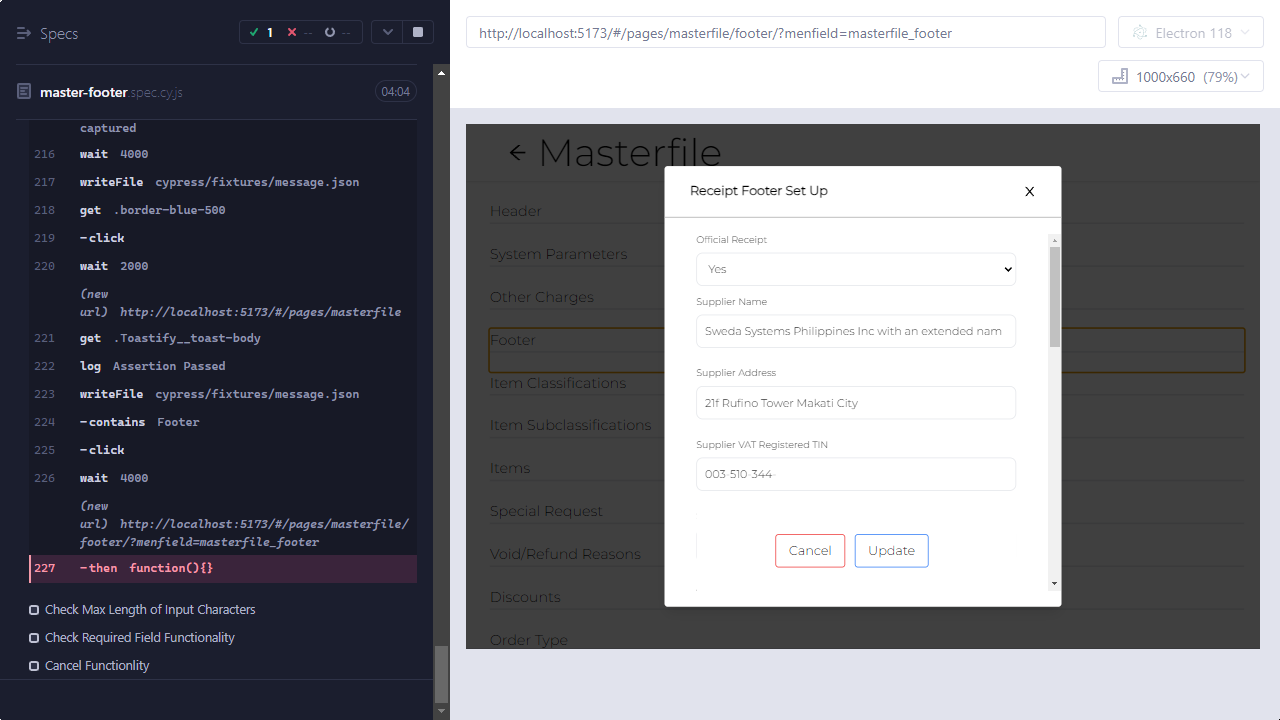 Specs
1
--
--
master-footer.spec.cy.js
04:04
captured
216 wait 4000
217 writeFile cypress/fixtures/message.json
218 get .border-blue-500
219 -click
220 wait 2000
(new
url) http://localhost:5173/#/pages/masterfile
221 get .Toastify__toast-body
222 log Assertion Passed
223 writeFile cypress/fixtures/message.json
224 -contains Footer
225 -click
226 wait 4000
(new
url) http://localhost:5173/#/pages/masterfile/
footer/?menfield=masterfile_footer
227 -then function(){}
Check Max Length of Input Characters
Check Required Field Functionality
Cancel Functionlity
http://localhost:5173/#/pages/masterfile/footer/?menfield=masterfile_footer
Electron 118
1000x660 (79%)
Masterfile
Header
System Parameters
Other Charges
Footer
Item Classifications
Item Subclassifications
Items
Special Request
Void/Refund Reasons
Discounts
Order Type
Receipt Footer Set Up
X
Official Receipt
Yes
Supplier Name
Sweda Systems Philippines Inc with an extended nam
Supplier Address
21f Rufino Tower Makati City
Supplier VAT Registered TIN
003-510-344-
Cancel
Update